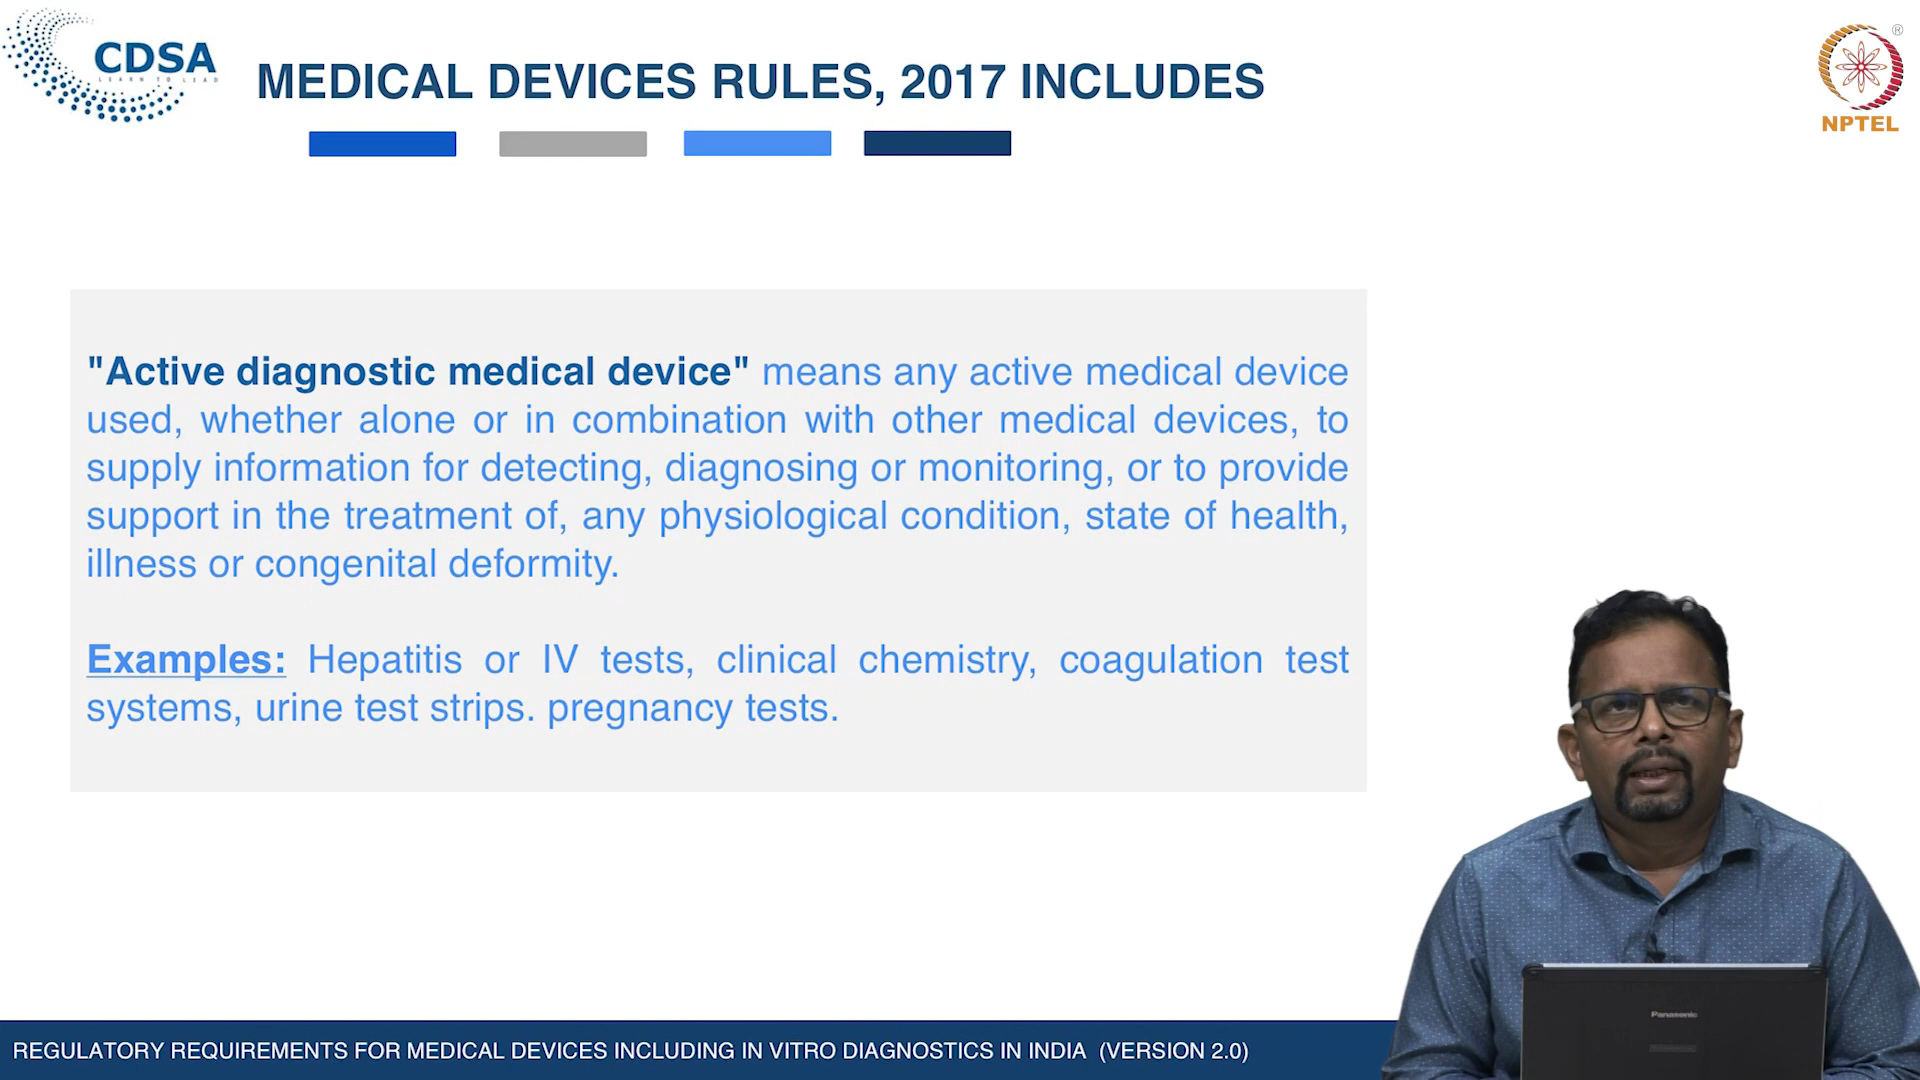 CDSA
LEARN TO LEAD
MEDICAL DEVICES RULES, 2017 INCLUDES
®
NPTEL
"Active diagnostic medical device" means any active medical device
used, whether alone or in combination with other medical devices, to
supply information for detecting, diagnosing or monitoring, or to provide
support in the treatment of, any physiological condition, state of health,
illness or congenital deformity.
Examples: Hepatitis or IV tests, clinical chemistry, coagulation test
systems, urine test strips. pregnancy tests.
Panasonic
REGULATORY REQUIREMENTS FOR MEDICAL DEVICES INCLUDING IN VITRO DIAGNOSTICS IN INDIA (VERSION 2.0)